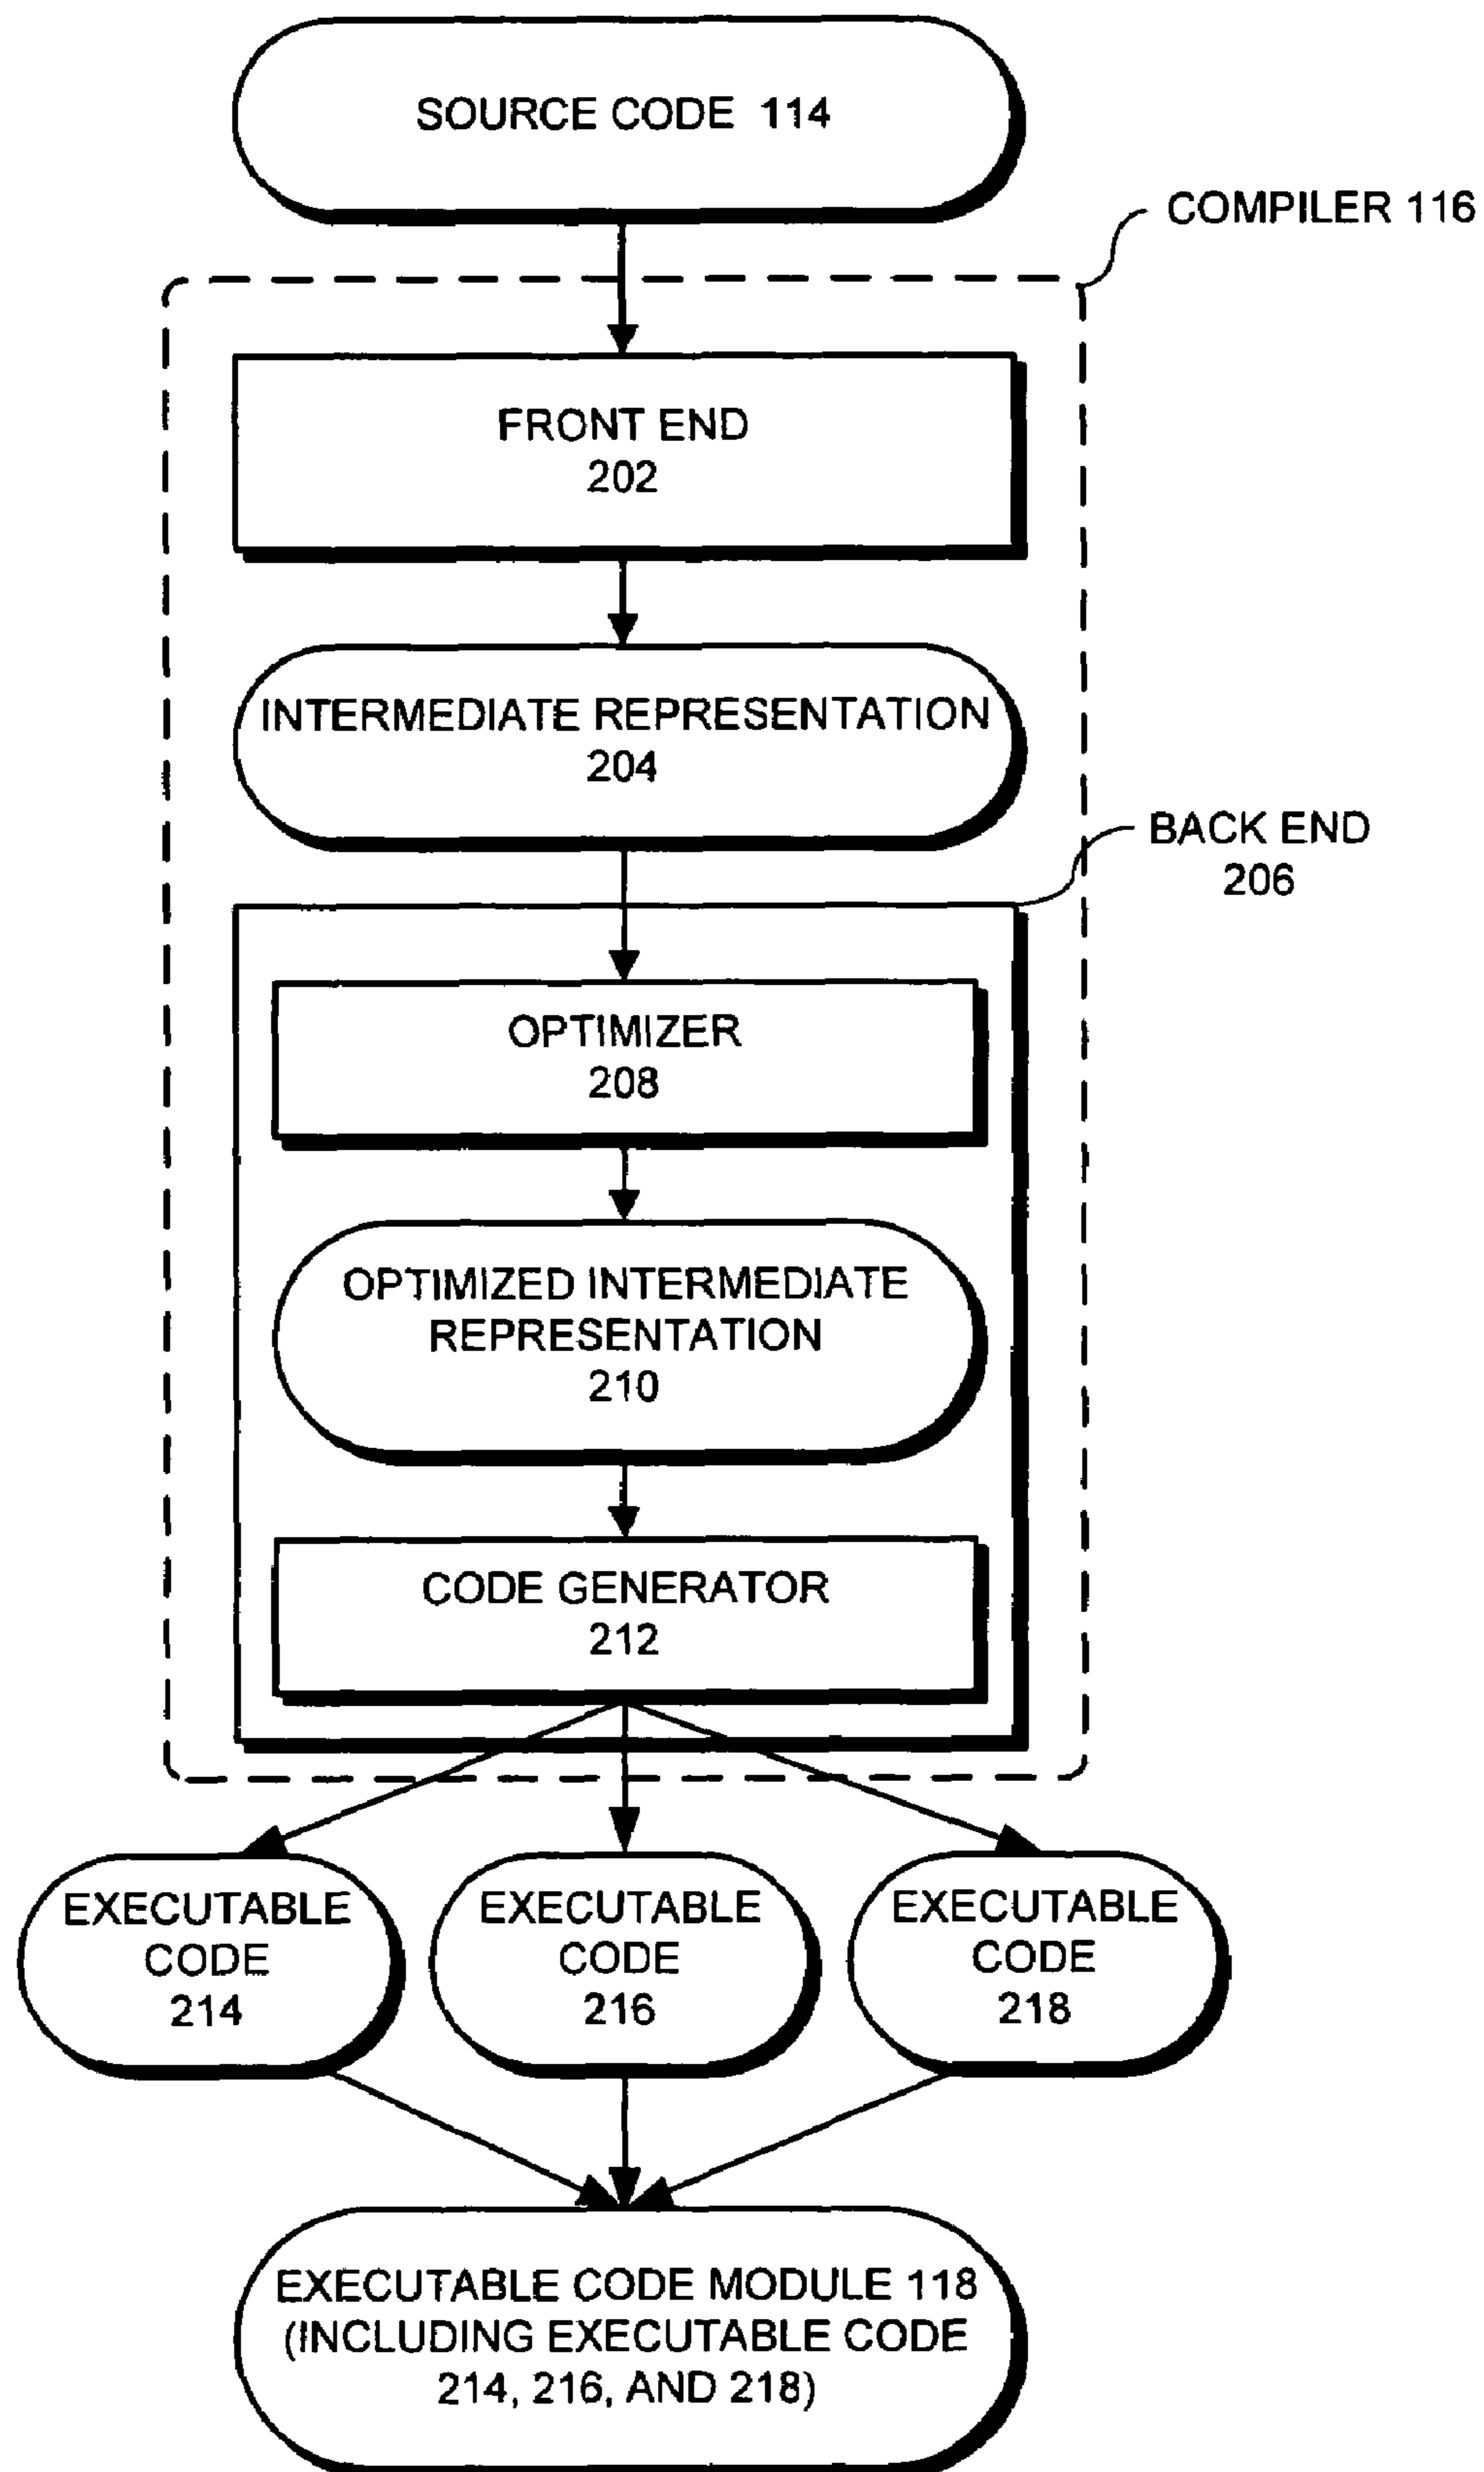 SOURCE CODE 114
COMPILER 116
FRONT END
202
INTERMEDIATE REPRESENTATION
204
BACK END
206
OPTIMIZER
208
OPTIMIZED INTERMEDIATE
REPRESENTATION
210
CODE GENERATOR
212
EXECUTABLE
CODE
214
EXECUTABLE
CODE
216
EXECUTABLE
CODE
218
EXECUTABLE CODE MODULE 118
(INCLUDING EXECUTABLE CODE
214, 216, AND 218)